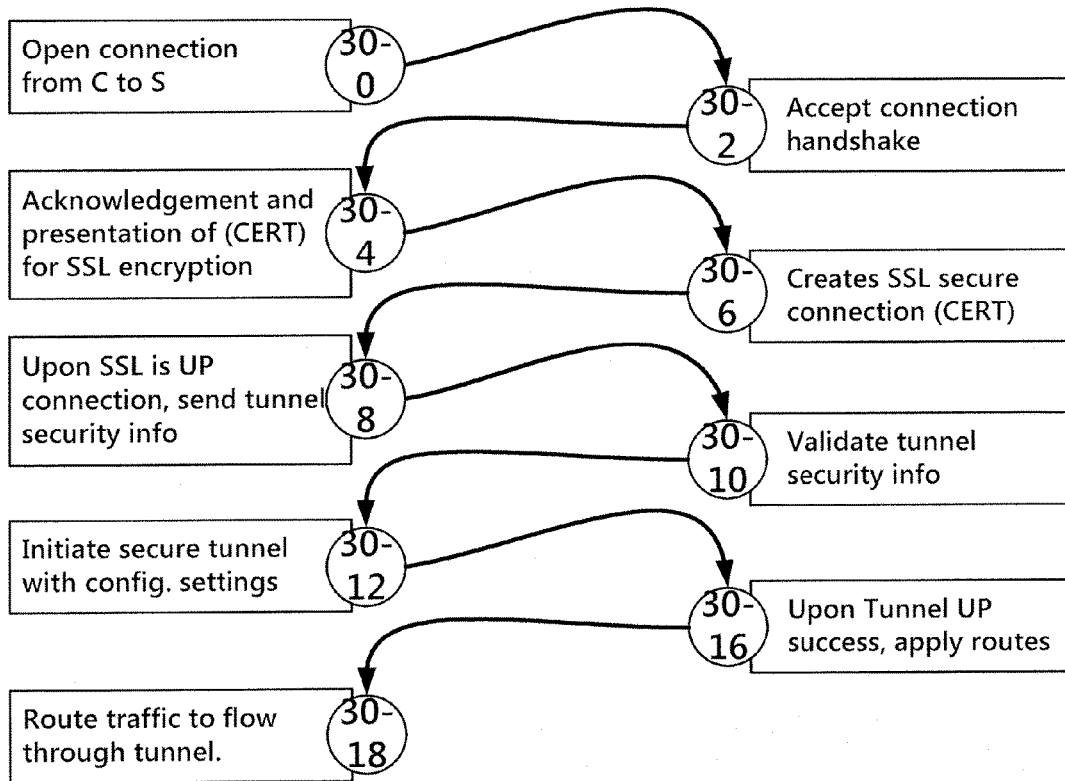 Open connection
from C to S
30-
0
30-
2
Accept connection
handshake
Acknowledgement and
presentation of (CERT)
for SSL encryption
30-
4
30-
6
Creates SSL secure
connection (CERT)
Upon SSL is UP
connection, send tunnel
security info
30-
8
30-
10
Validate tunnel
security info
Initiate secure tunnel
with config. settings
30-
12
30-
16
Upon Tunnel UP
success, apply routes
Route traffic to flow
through tunnel.
30-
18